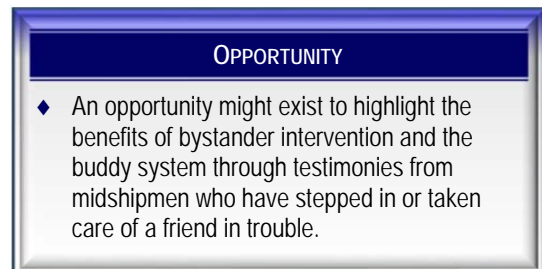 OPPORTUNITY
♦ An opportunity might exist to highlight the
benefits of bystander intervention and the
buddy system through testimonies from
midshipmen who have stepped in or taken
care of a friend in trouble.